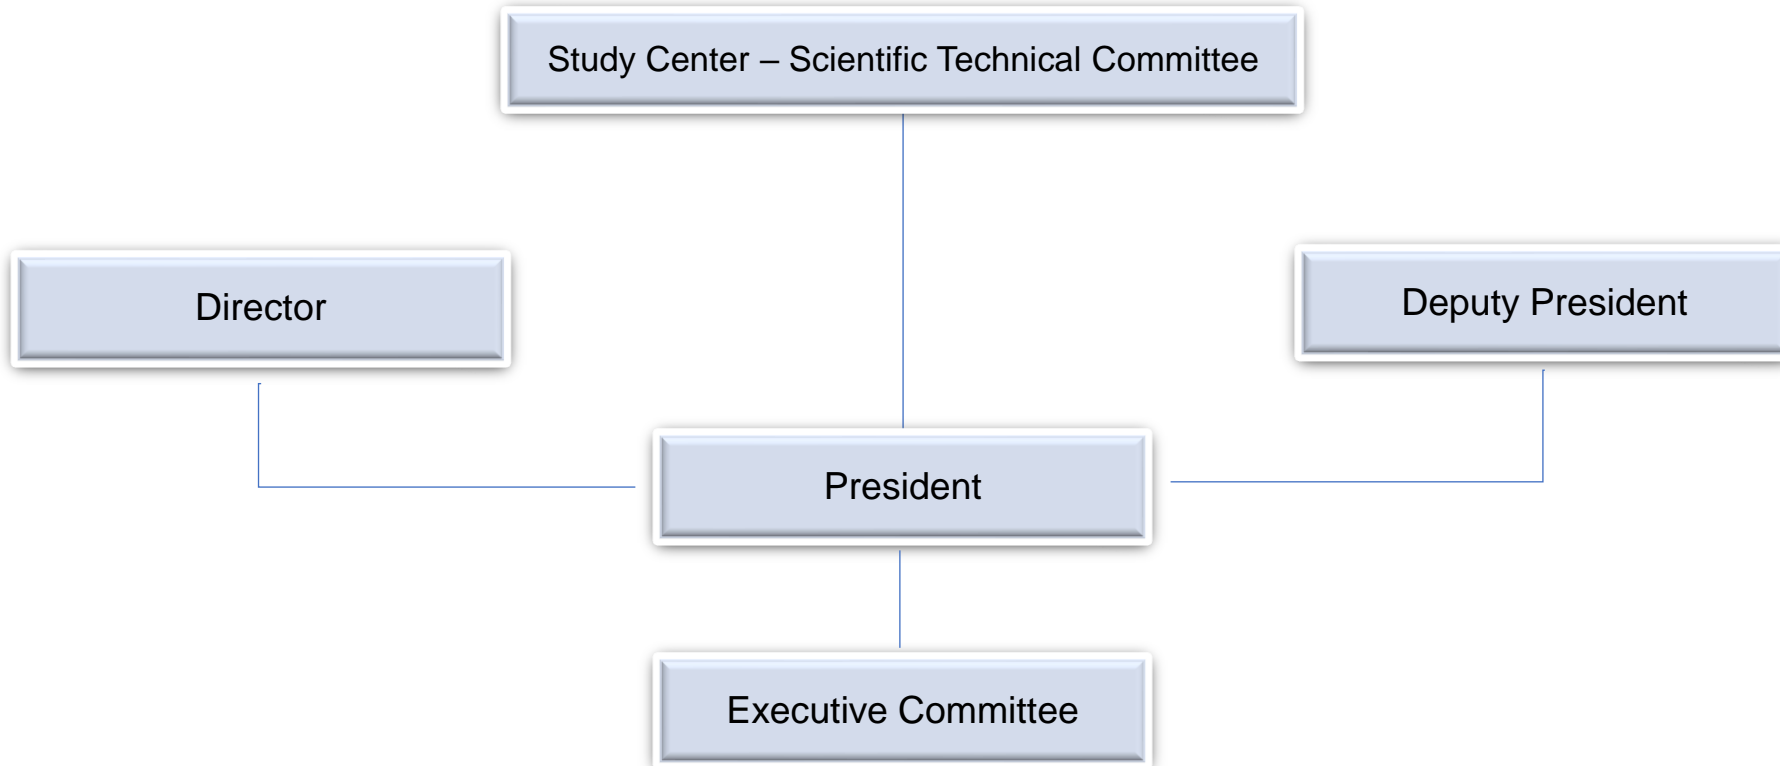 Study Center – Scientific Technical Committee
Director
Deputy President
President
Executive Committee